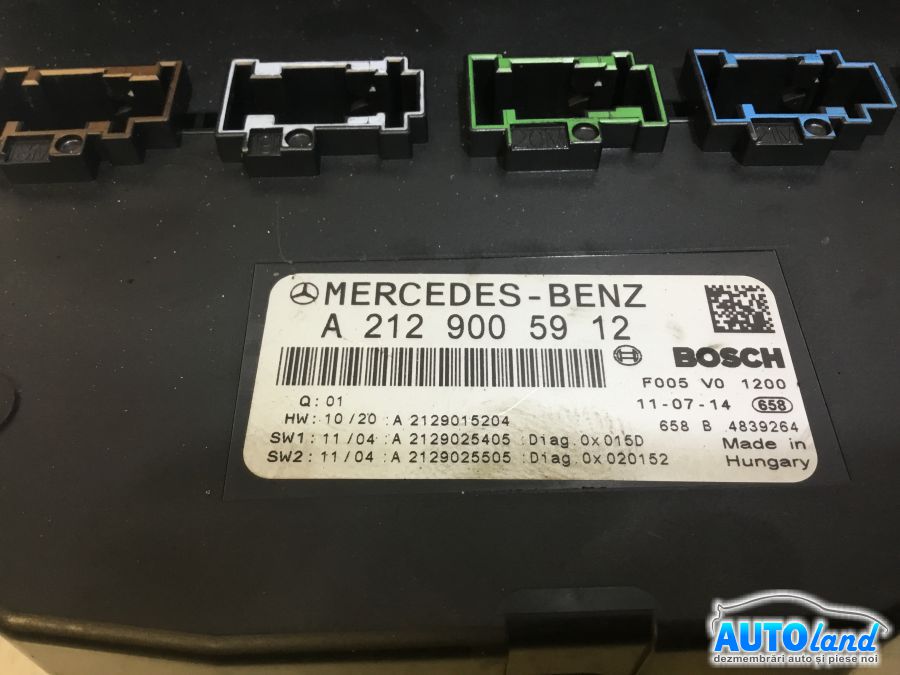 MERCEDES-BENZ
A 212 900 59 12
BOSCH
F005 V0 1200
Q: 01
11-07-14 658
HW: 10/20 :A 2129015204
658 B 4839264
SW1: 11/04 :A 2129025405 :Diag.0x015D
Made in
SW2: 11/04 :A 2129025505 :Diag.0x020152
Hungary
AUTOland
dezmembrări auto și piese noi